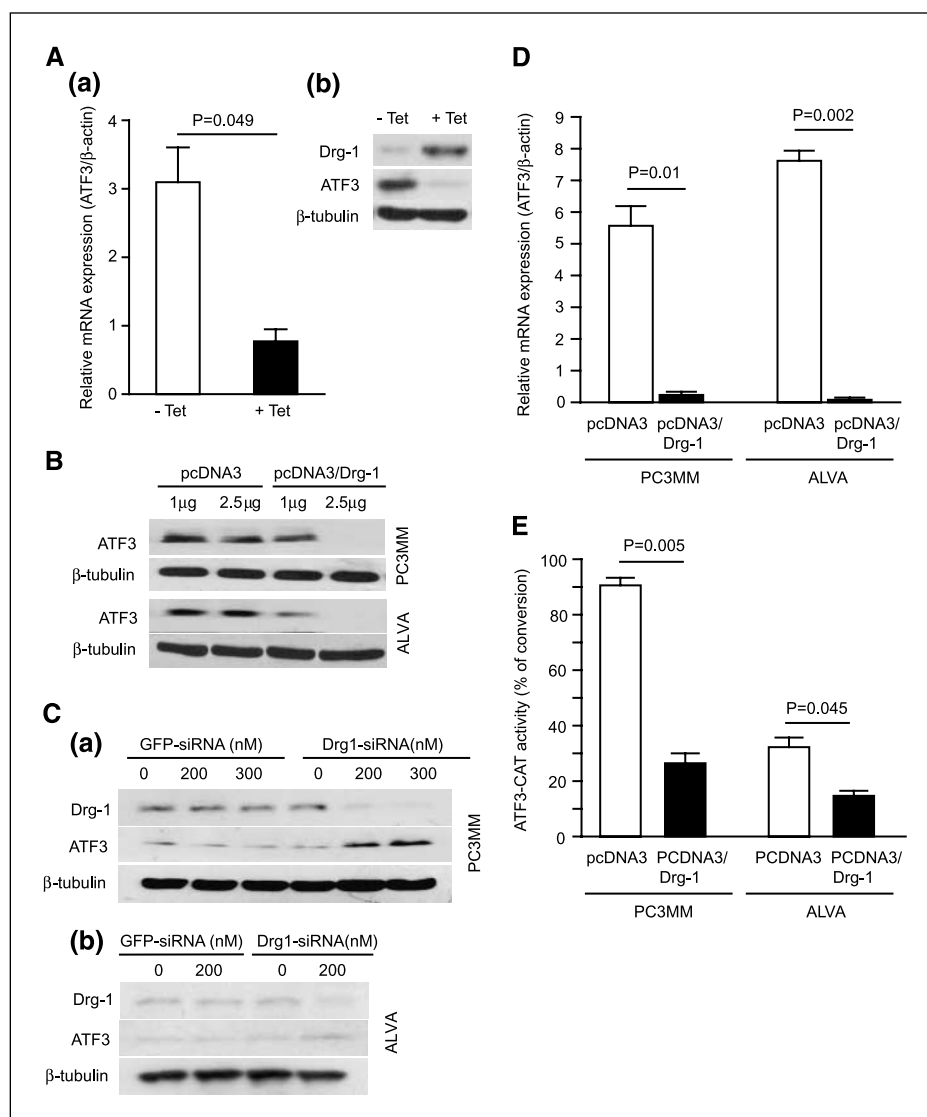 A
(a)
Relative mRNA expression (ATF3/β-actin)
4
3
2
1
0
P=0.049
- Tet
+ Tet
(b)
- Tet + Tet
Drg-1
ATF3
β-tubulin
B
pcDNA3 pcDNA3/Drg-1
1μg 2.5μg 1μg 2.5μg
ATF3
β-tubulin
PC3MM
ATF3
β-tubulin
ALVA
C
(a)
GFP-siRNA (nM) Drg1-siRNA(nM)
0 200 300 0 200 300
Drg-1
ATF3
β-tubulin
PC3MM
(b)
GFP-siRNA (nM) Drg1-siRNA(nM)
0 200 0 200
Drg-1
ATF3
β-tubulin
ALVA
D
Relative mRNA expression (ATF3/β-actin)
9
8
7
6
5
4
3
2
1
0
P=0.01
P=0.002
pcDNA3 pcDNA3/ pcDNA3 pcDNA3/
Drg-1 Drg-1
PC3MM ALVA
E
ATF3-CAT activity (% of conversion)
100
80
60
40
20
0
P=0.005
P=0.045
pcDNA3 PCDNA3/ PCDNA3 PCDNA3/
Drg-1 Drg-1
PC3MM ALVA